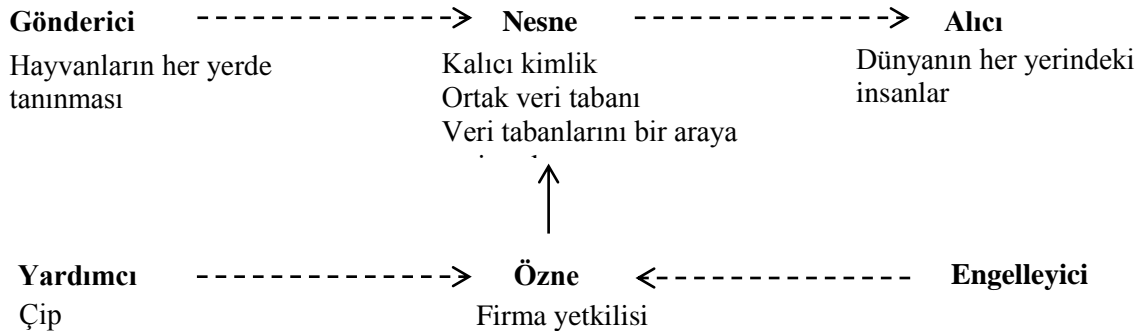 Gönderici Nesne Alıcı
Hayvanların her yerde
tanınması
Kalıcı kimlik
Ortak veri tabanı
Veri tabanlarını bir araya
Dünyanın her yerindeki
insanlar
Yardımcı Özne Engelleyici
Çip
Firma yetkilisi